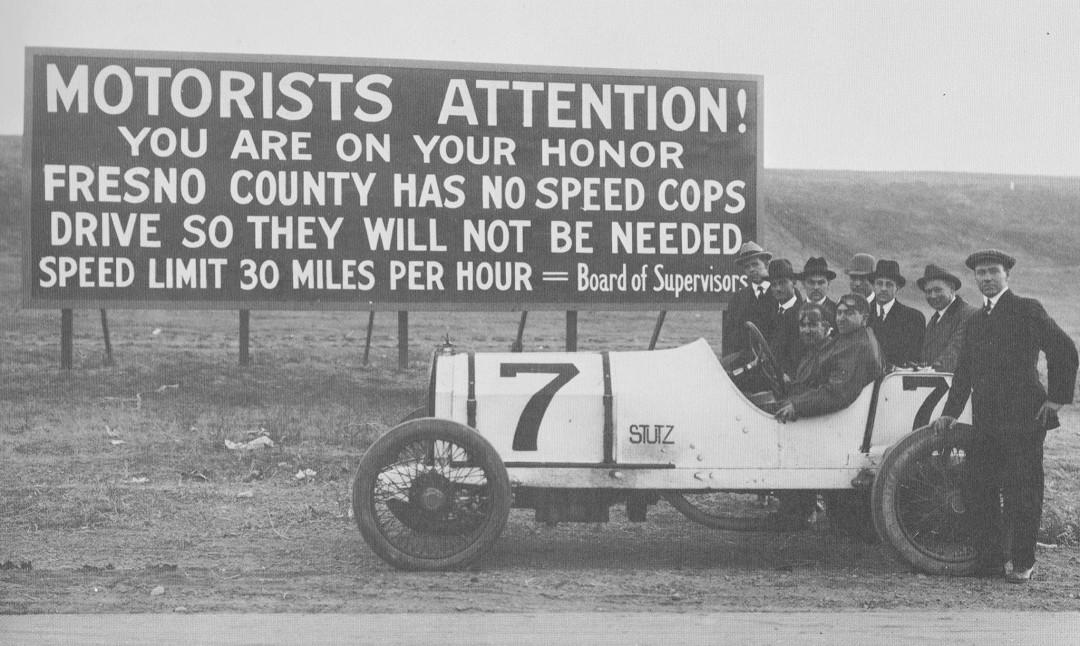 MOTORISTS ATTENTION!
YOU ARE ON YOUR HONOR
FRESNO COUNTY HAS NO SPEED COPS
DRIVE SO THEY WILL NOT BE NEEDED
SPEED LIMIT 30 MILES PER HOUR = Board of Supervisors
7
STUTZ
7